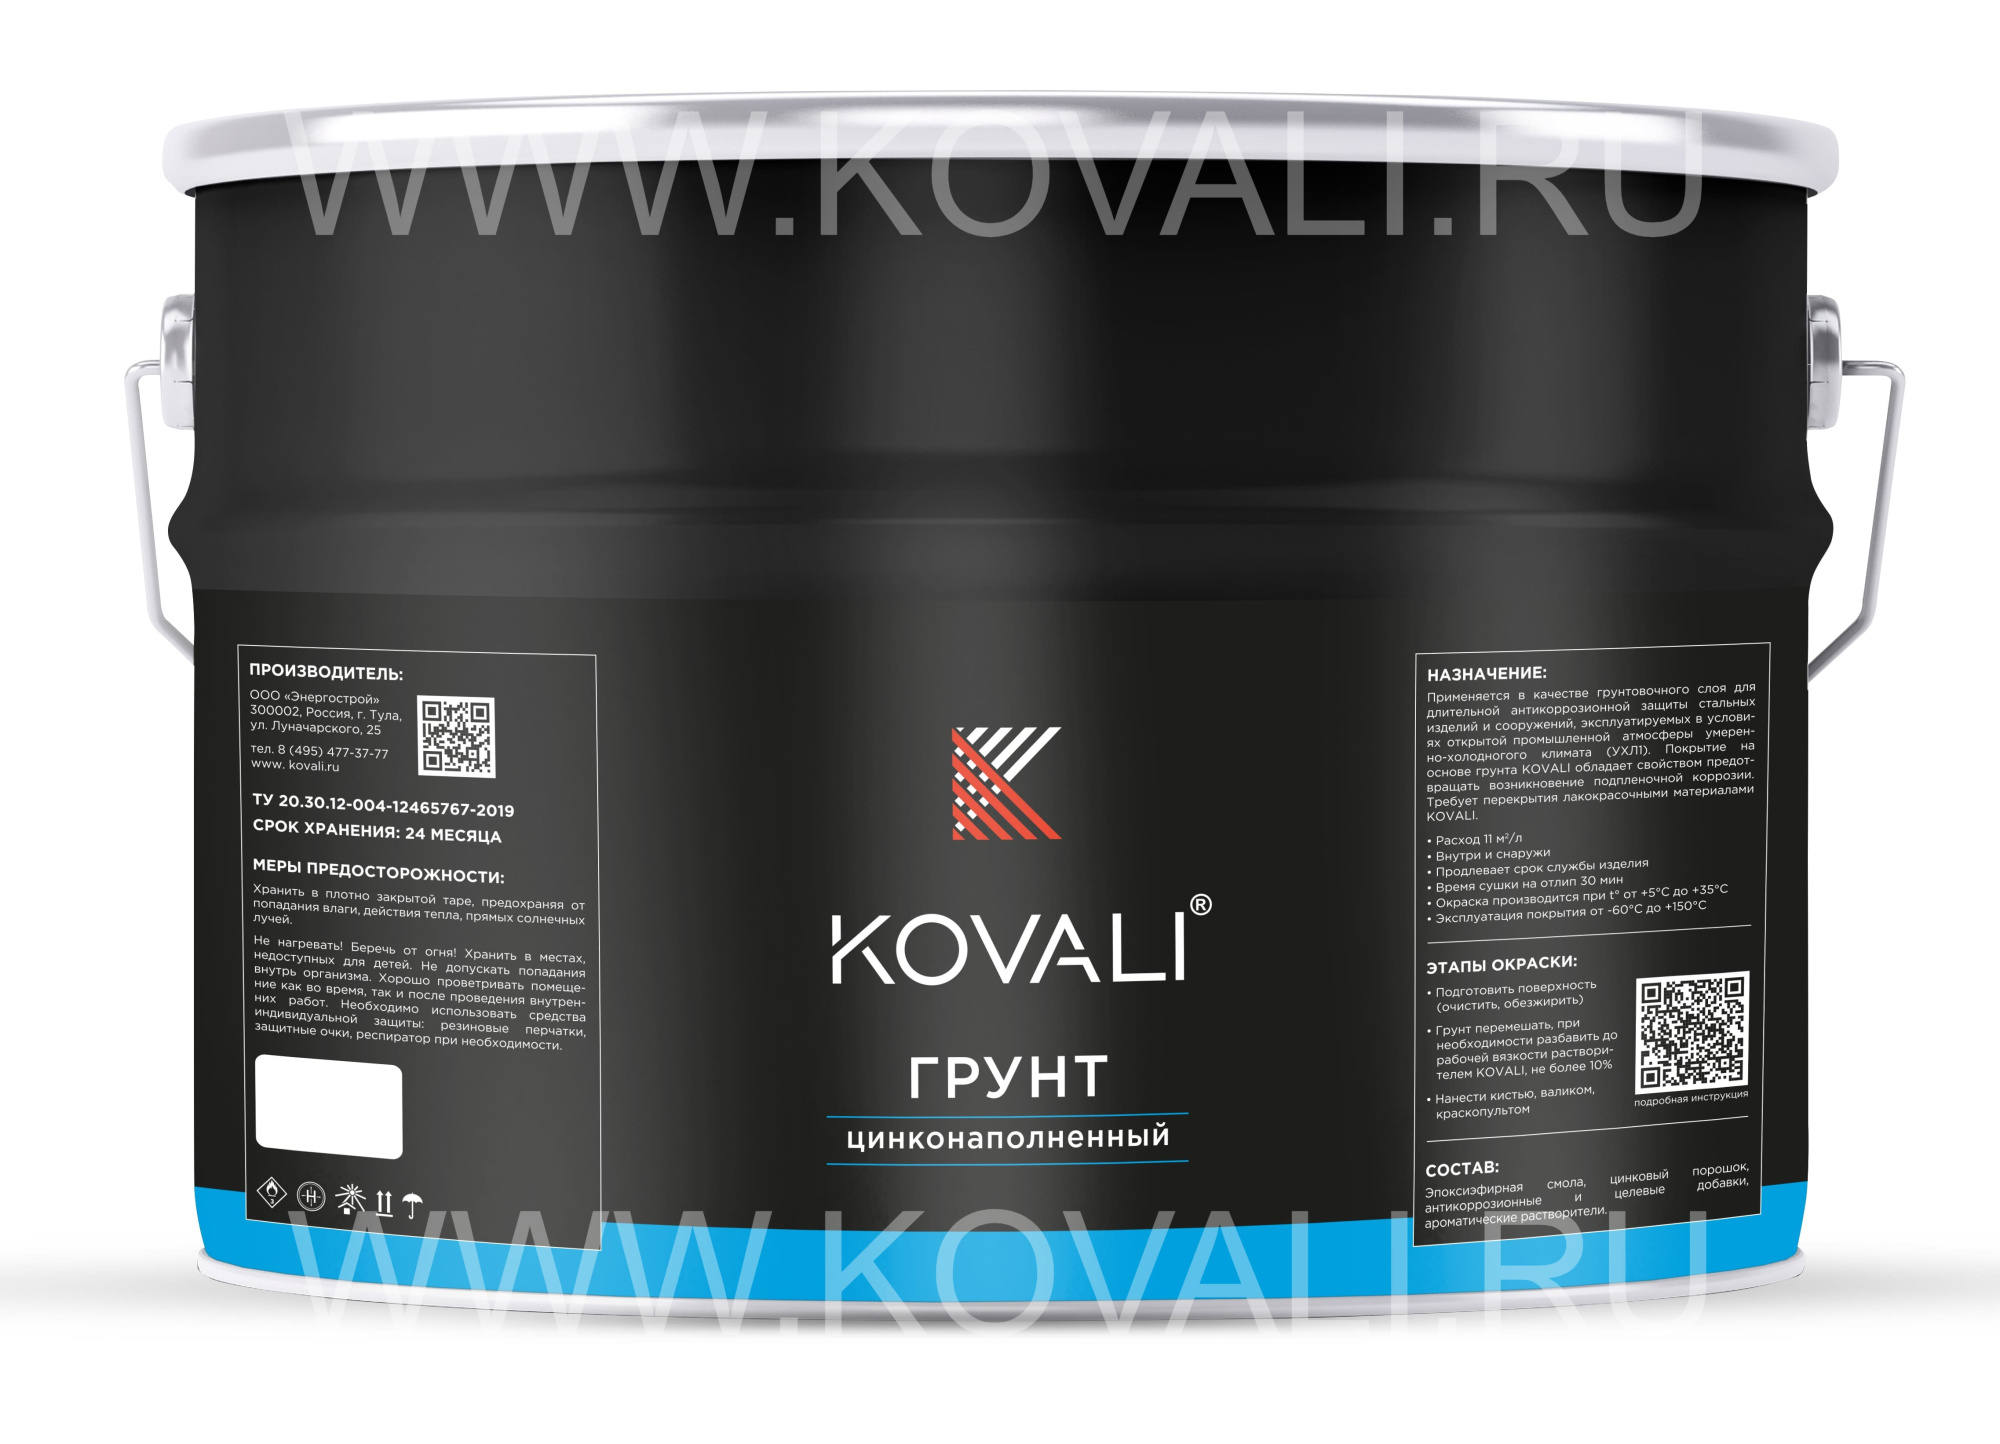 WWW.KOVALI.RU
ПРОИЗВОДИТЕЛЬ:
ООО «Энергострой»
300002, Россия, г. Тула,
ул. Луначарского, 25
тел. 8 (495) 477-37-77
www. kovali.ru
ТУ 20.30.12-004-12465767-2019
СРОК ХРАНЕНИЯ: 24 МЕСЯЦА
МЕРЫ ПРЕДОСТОРОЖНОСТИ:
Хранить в плотно закрытой таре, предохраняя от
попадания влаги, действия тепла, прямых солнечных
лучей.
Не нагревать! Беречь от огня! Хранить в местах,
недоступных для детей. Не допускать попадания
внутрь организма. Хорошо проветривать помеще-
ние как во время, так и после проведения внутрен-
них работ. Необходимо использовать средства
индивидуальной защиты: резиновые перчатки,
защитные очки, респиратор при необходимости.
3
Н
KOVALI®
ГРУНТ
цинконаполненный
НАЗНАЧЕНИЕ:
Применяется в качестве грунтовочного слоя для
длительной антикоррозионной защиты стальных
изделий и сооружений, эксплуатируемых в услови-
ях открытой промышленной атмосферы умерен-
но-холодного климата (УХЛ1). Покрытие на
основе грунта KOVALI обладает свойством предот-
вращать возникновение подпленочной коррозии.
Требует перекрытия лакокрасочными материалами
KOVALI.
• Расход 11 м²/л
• Внутри и снаружи
• Продлевает срок службы изделия
• Время сушки на отлип 30 мин
• Окраска производится при t° от +5°C до +35°C
• Эксплуатация покрытия от -60°C до +150°C
ЭТАПЫ ОКРАСКИ:
• Подготовить поверхность
(очистить, обезжирить)
• Грунт перемешать, при
необходимости разбавить до
рабочей вязкости раствори-
телем KOVALI, не более 10%
• Нанести кистью, валиком,
краскопультом
подробная инструкция
СОСТАВ:
Эпоксиэфирная смола, цинковый порошок,
антикоррозионные и целевые добавки,
ароматические растворители.
WWW.KOVALI.RU